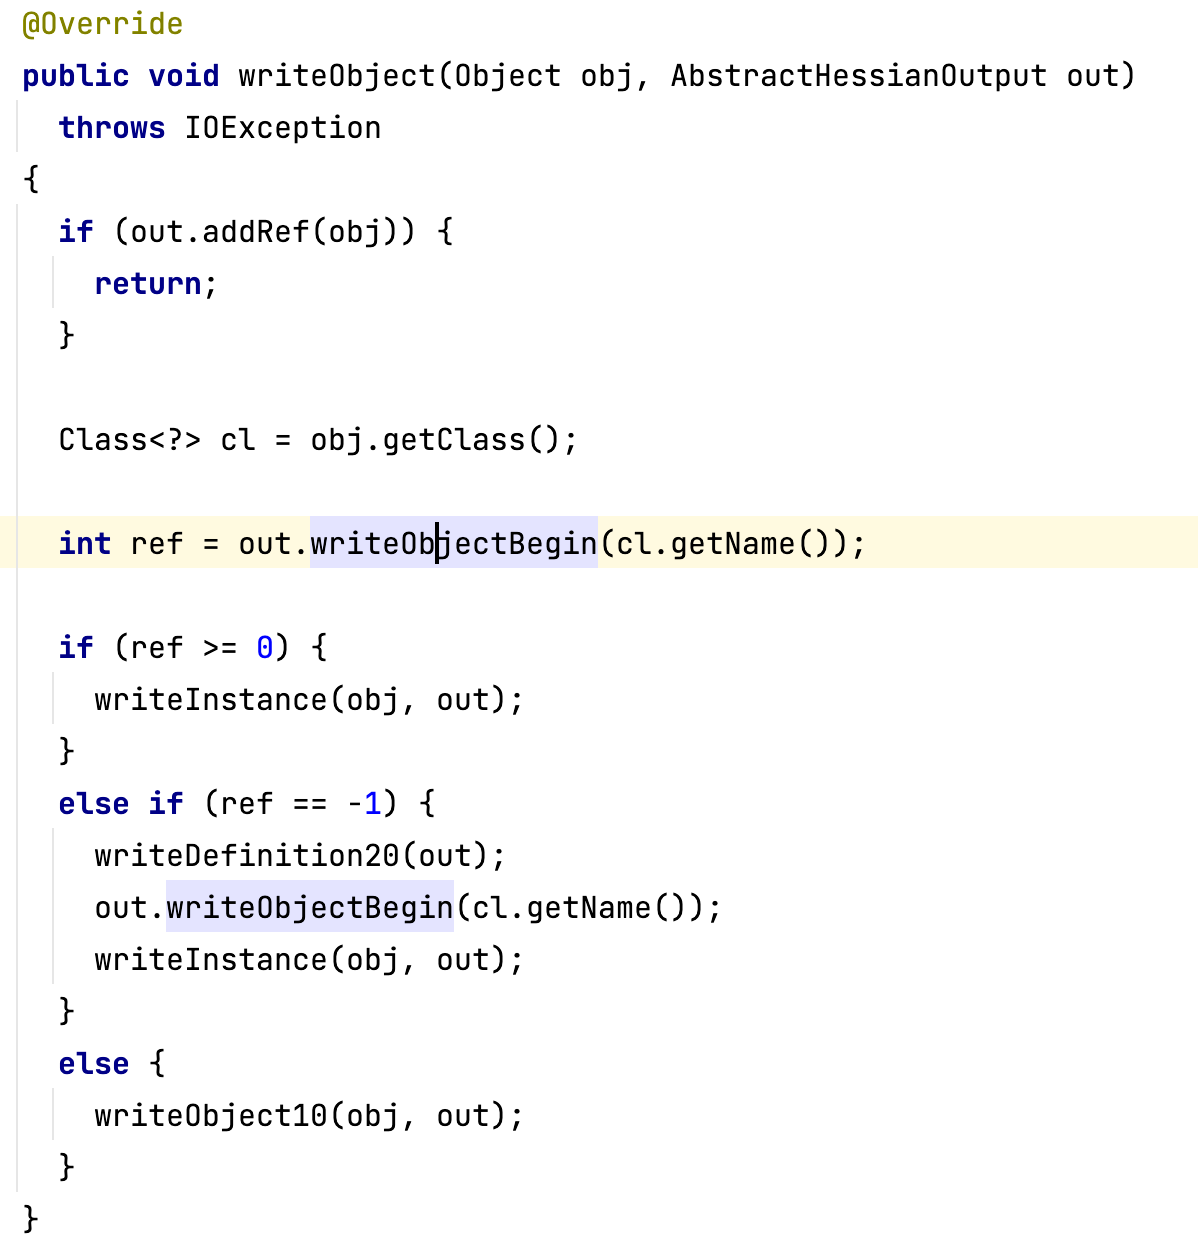 @Override
public void writeObject(Object obj, AbstractHessianOutput out)
  throws IOException
{
  if (out.addRef(obj)) {
    return;
  }

  Class<?> cl = obj.getClass();

  int ref = out.writeObjectBegin(cl.getName());

  if (ref >= 0) {
    writeInstance(obj, out);
  }
  else if (ref == -1) {
    writeDefinition20(out);
    out.writeObjectBegin(cl.getName());
    writeInstance(obj, out);
  }
  else {
    writeObject10(obj, out);
  }
}